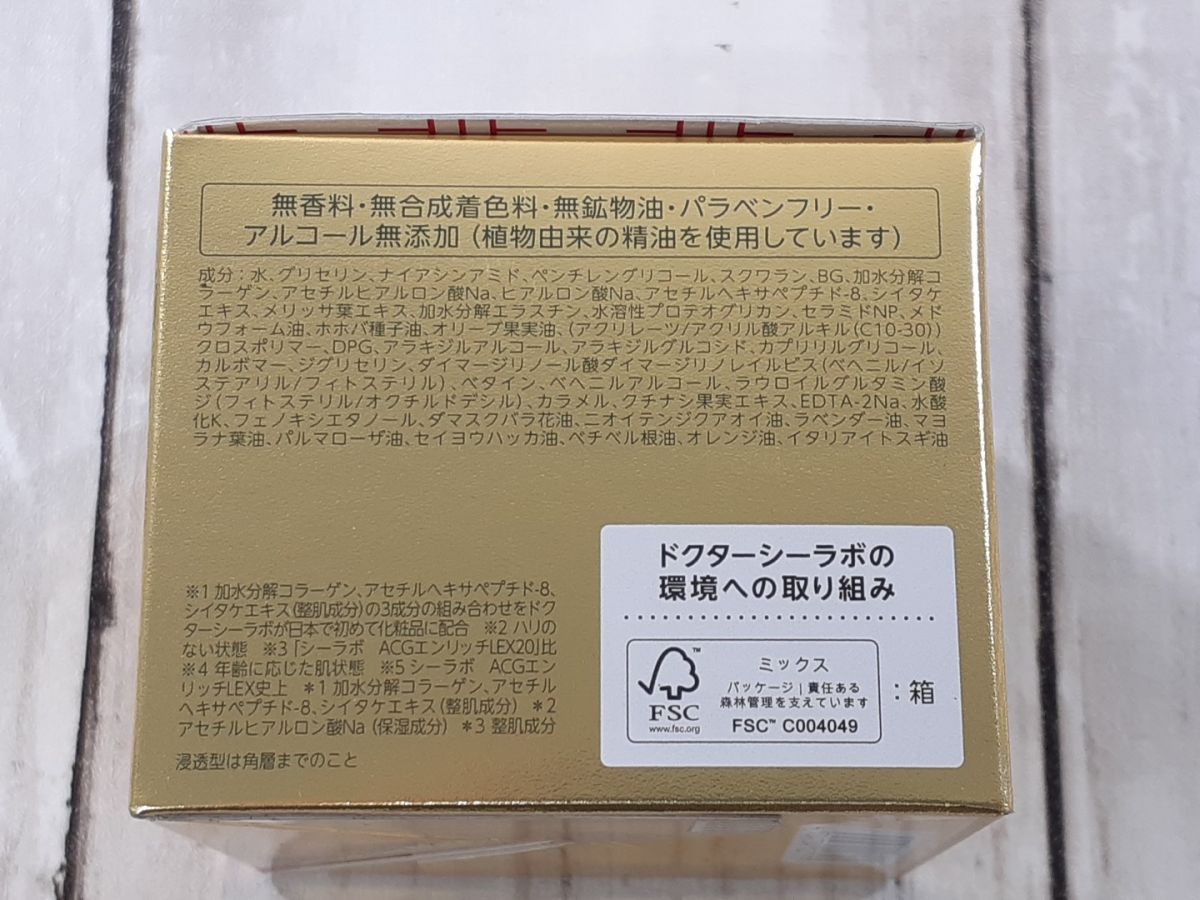 無香料・無合成着色料・無鉱物油・パラベンフリー・
アルコール無添加（植物由来の精油を使用しています）
成分：水、グリセリン、ナイアシンアミド、ペンチレングリコール、スクワラン、BG、加水分解コ
ラーゲン、アセチルヒアルロン酸Na、ヒアルロン酸Na、アセチルヘキサペプチド-8、シイタケ
エキス、メリッサ葉エキス、加水分解エラスチン、水溶性プロテオグリカン、セラミドNP、メド
ウフォーム油、ホホバ種子油、オリーブ果実油、（アクリレーツ/アクリル酸アルキル（C10-30））
クロスポリマー、DPG、アラキジルアルコール、アラキジルグルコシド、カプリリルグリコール、
カルボマー、ジグリセリン、ダイマージリノール酸ダイマージリノレイルビス（ベヘニル/イソ
ステアリル/フィトステリル）、ベタイン、ベヘニルアルコール、ラウロイルグルタミン酸
ジ（フィトステリル/オクチルドデシル）、カラメル、クチナシ果実エキス、EDTA-2Na、水酸
化K、フェノキシエタノール、ダマスクバラ花油、ニオイテンジクアオイ油、ラベンダー油、マヨ
ラナ葉油、パルマローザ油、セイヨウハッカ油、ベチベル根油、オレンジ油、イタリアイトスギ油
※1 加水分解コラーゲン、アセチルヘキサペプチド-8、
シイタケエキス（整肌成分）の3成分の組み合わせをドク
ターシーラボが日本で初めて化粧品に配合 ※2 ハリの
ない状態 ※3「シーラボ ACGエンリッチLEX20」比
※4 年齢に応じた肌状態 ※5 シーラボ ACGエン
リッチLEX史上 ＊1 加水分解コラーゲン、アセチル
ヘキサペプチド-8、シイタケエキス（整肌成分） ＊2
アセチルヒアルロン酸Na（保湿成分） ＊3 整肌成分
浸透型は角層までのこと
ドクターシーラボの
環境への取り組み
FSC
www.fsc.org
ミックス
パッケージ｜責任ある
森林管理を支えています
FSC™ C004049
：箱